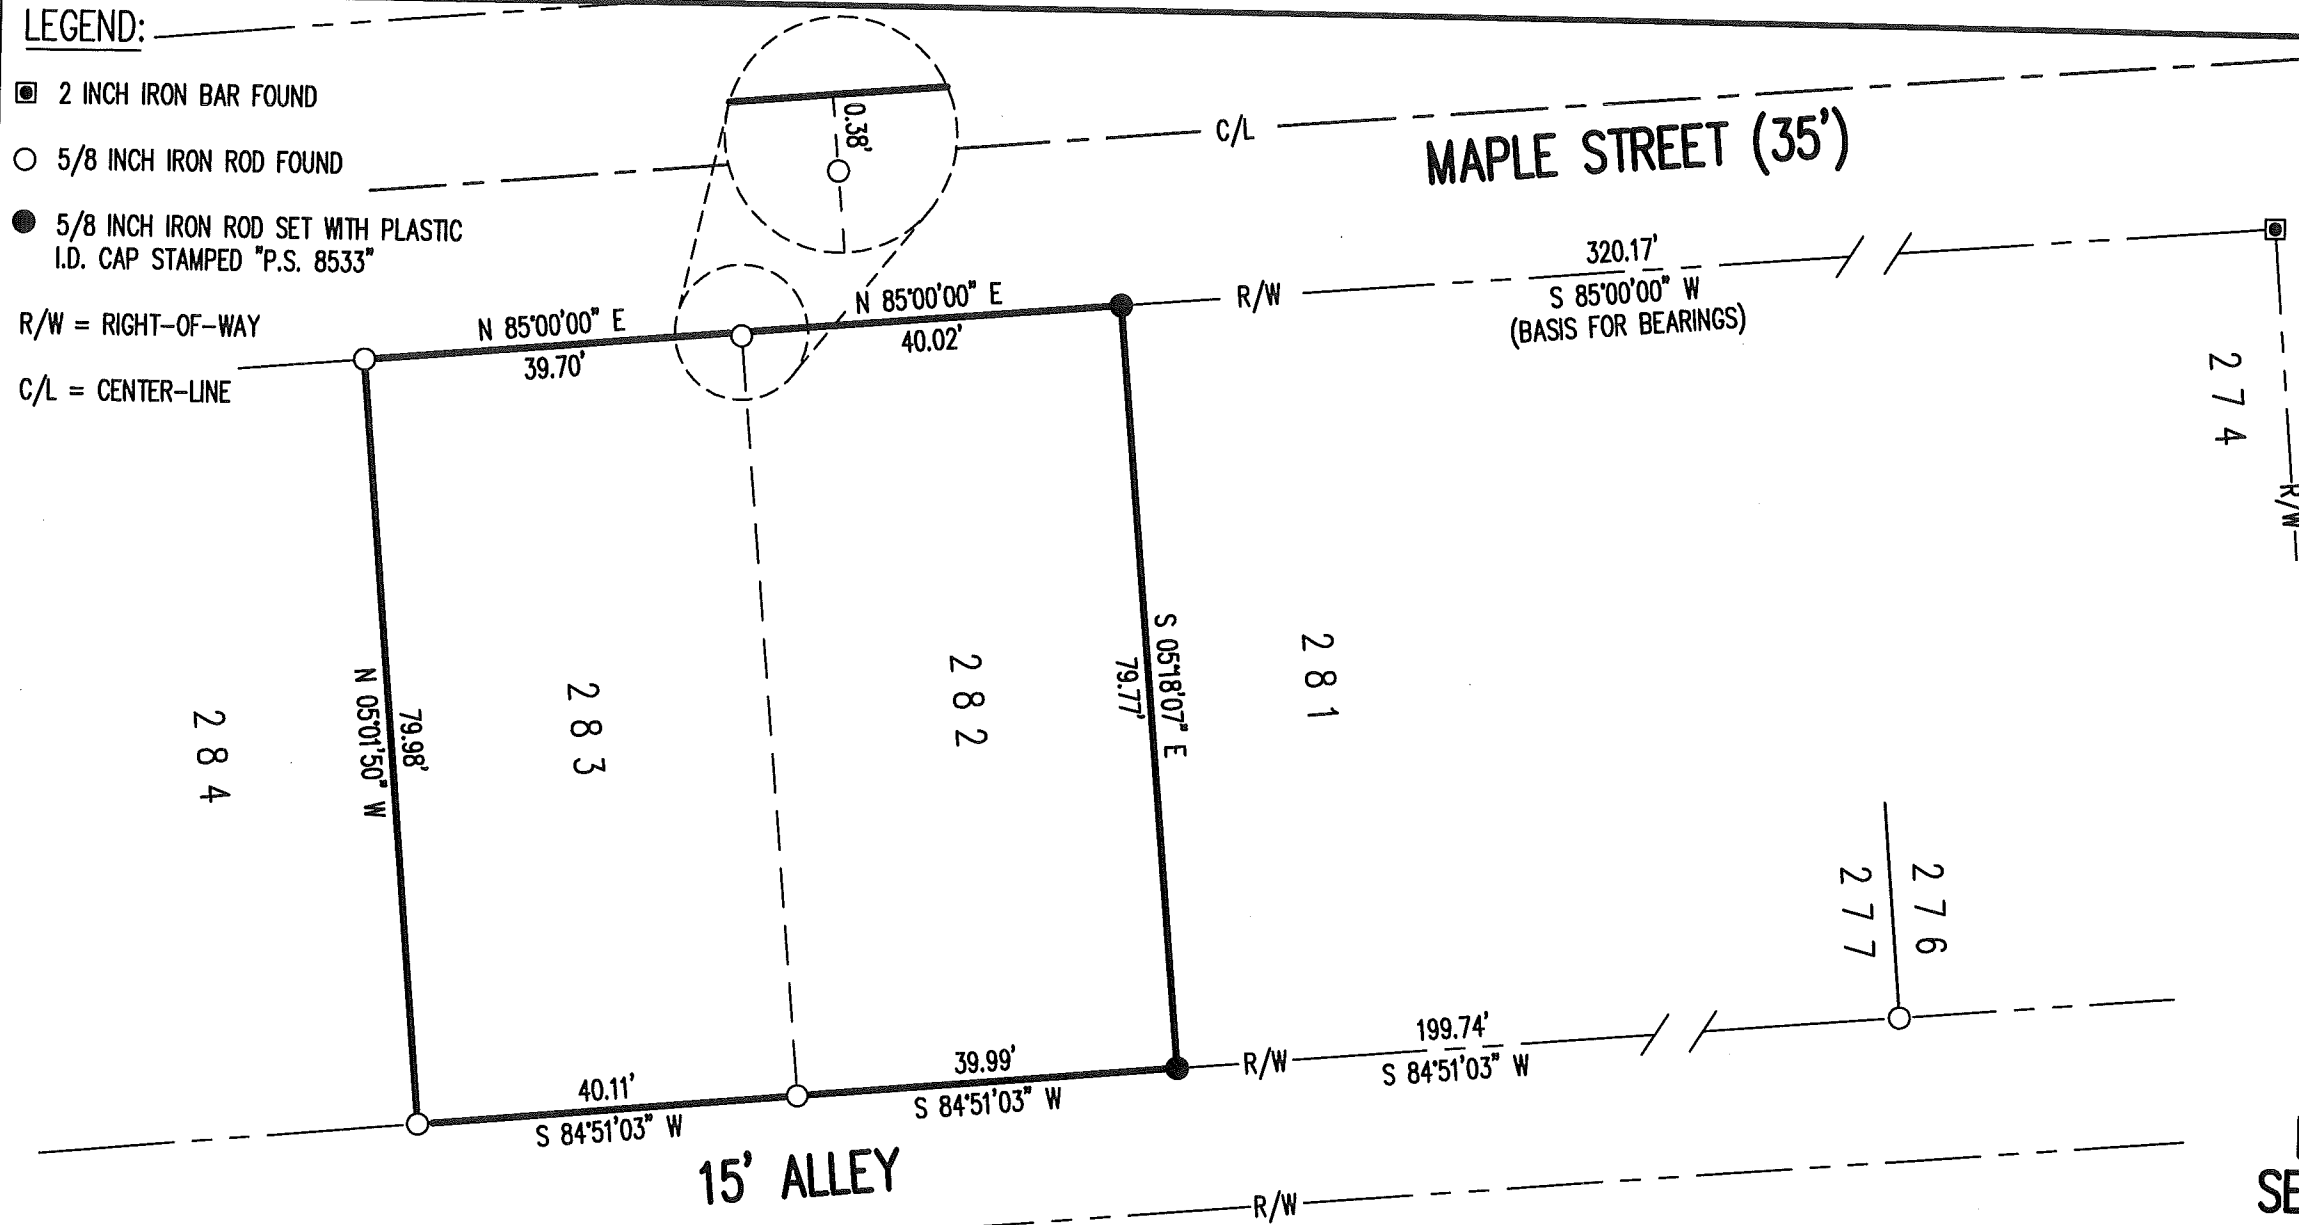 LEGEND:
2 INCH IRON BAR FOUND
5/8 INCH IRON ROD FOUND
5/8 INCH IRON ROD SET WITH PLASTIC
I.D. CAP STAMPED "P.S. 8533"
R/W = RIGHT-OF-WAY
C/L = CENTER-LINE
0.38'
C/L
MAPLE STREET (35')
N 85°00'00" E
39.70'
N 85°00'00" E
40.02'
R/W
320.17'
S 85°00'00" W
(BASIS FOR BEARINGS)
274
R/W
284
79.98'
N 05°01'50" W
283
282
S 05°18'07" E
79.77'
281
277
276
40.11'
S 84°51'03" W
39.99'
S 84°51'03" W
R/W
199.74'
S 84°51'03" W
15' ALLEY
R/W
SE